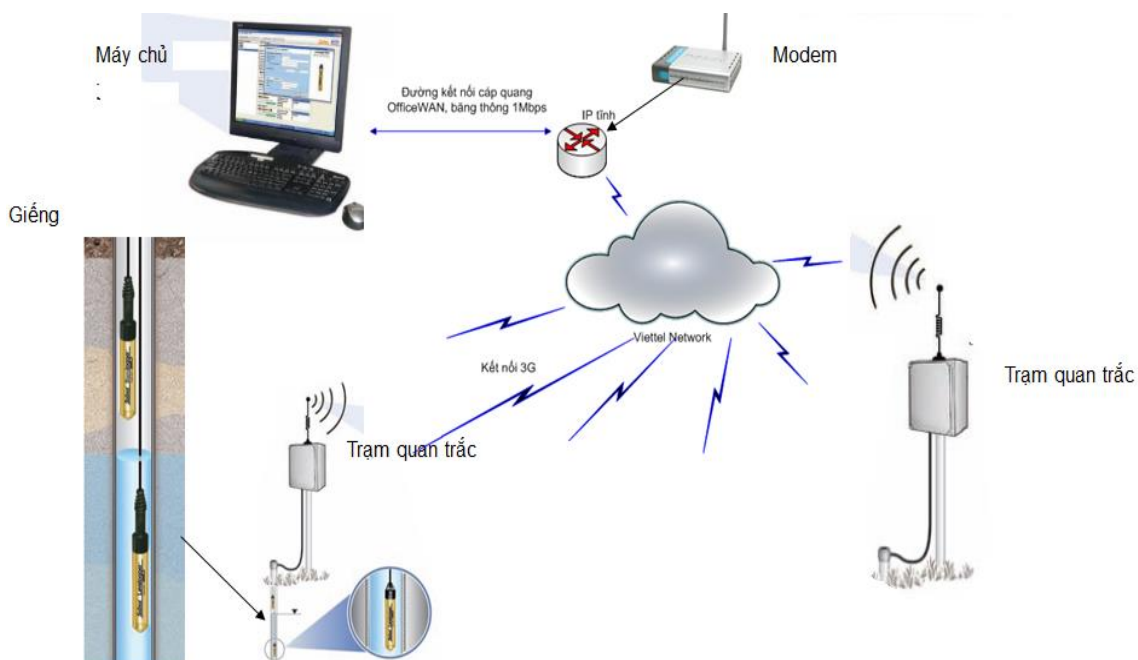 Máy chủ
:
Modem
Đường kết nối cáp quang
OfficeWAN, băng thông 1Mbps
IP tĩnh
Giếng
Viettel Network
Kết nối 3G
Trạm quan trắc
Trạm quan trắc